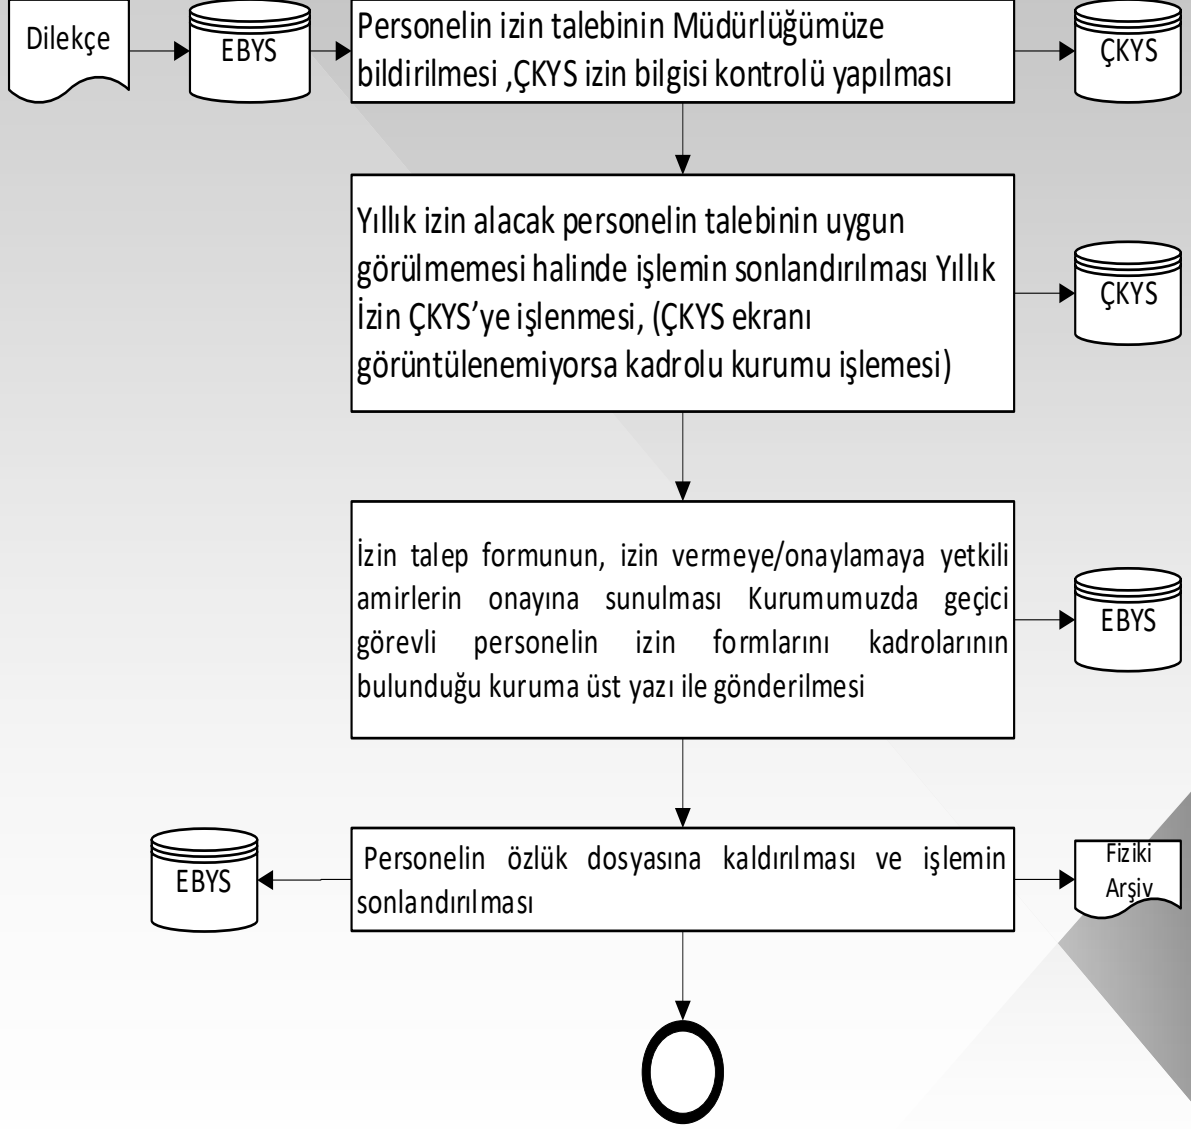 Dilekçe
EBYS
Personelin izin talebinin Müdürlüğümüze
bildirilmesi ,ÇKYS izin bilgisi kontrolü yapılması
ÇKYS
Yıllık izin alacak personelin talebinin uygun
görülmemesi halinde işlemin sonlandırılması Yıllık
İzin ÇKYS’ye işlenmesi, (ÇKYS ekranı
görüntülenemiyorsa kadrolu kurumu işlemesi)
ÇKYS
İzin talep formunun, izin vermeye/onaylamaya yetkili
amirlerin onayına sunulması Kurumumuzda geçici
görevli personelin izin formlarını kadrolarının
bulunduğu kuruma üst yazı ile gönderilmesi
EBYS
EBYS
Personelin özlük dosyasına kaldırılması ve işlemin
sonlandırılması
Fiziki
Arşiv